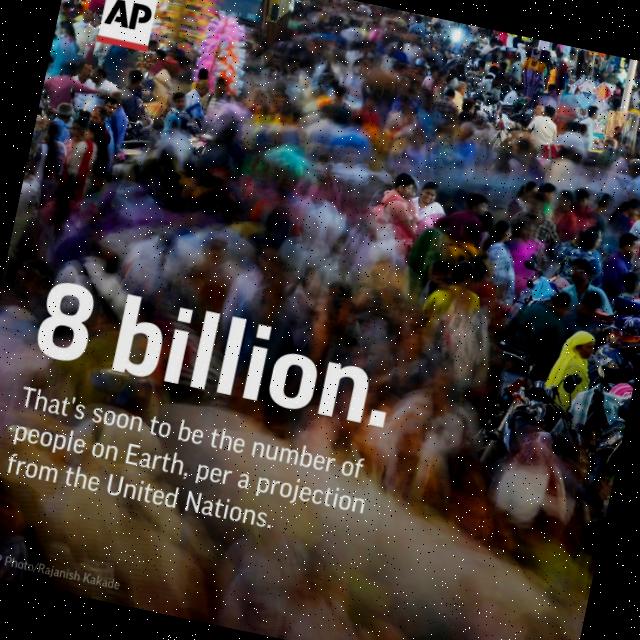 AP
8 billion.
That's soon to be the number of
people on Earth, per a projection
from the United Nations.
Photo/Rajanish Kakade